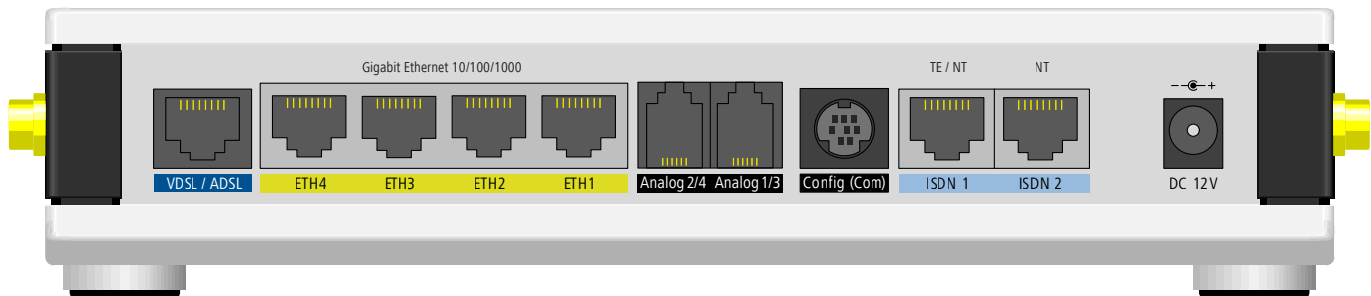 Gigabit Ethernet 10/100/1000
TE / NT
NT
- +
VDSL / ADSL
ETH4
ETH3
ETH2
ETH1
Analog 2/4
Analog 1/3
Config (Com)
ISDN 1
ISDN 2
DC 12V